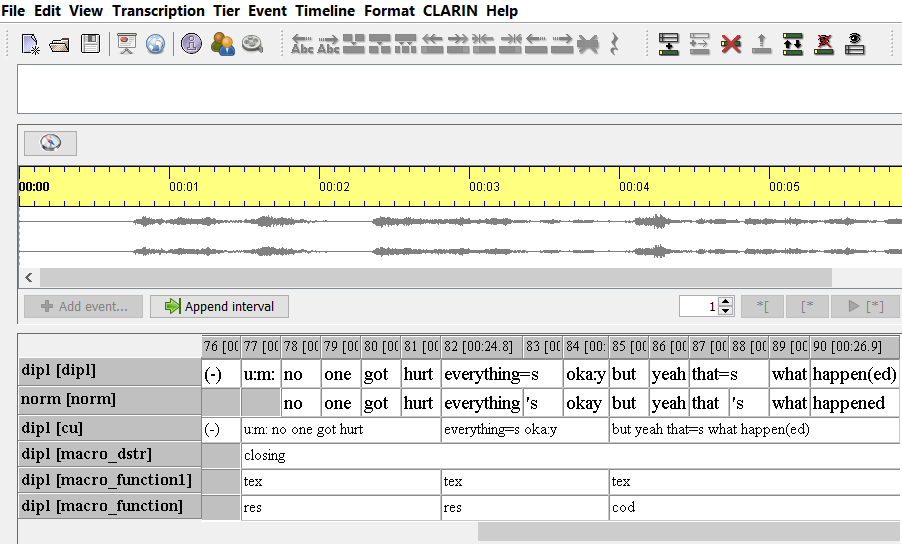 File Edit View Transcription Tier Event Timeline Format CLARIN Help
Abc Abc
00:00 00:01 00:02 00:03 00:04 00:05
Add event... Append interval 1 *[ [* [*]
76 [00 77 [00 78 [00 79 [00 80 [00 81 [00 82 [00:24.8] 83 [00 84 [00: 85 [00 86 [00 87 [00 88 [00 89 [00 90 [00:26.9]
dipl [dipl] (-) u:m: no one got hurt everything=s oka:y but yeah that=s what happen(ed)
norm [norm] no one got hurt everything 's okay but yeah that 's what happened
dipl [cu] (-) u:m: no one got hurt everything=s oka:y but yeah that=s what happen(ed)
dipl [macro_dstr] closing
dipl [macro_function1] tex tex tex
dipl [macro_function] res res cod